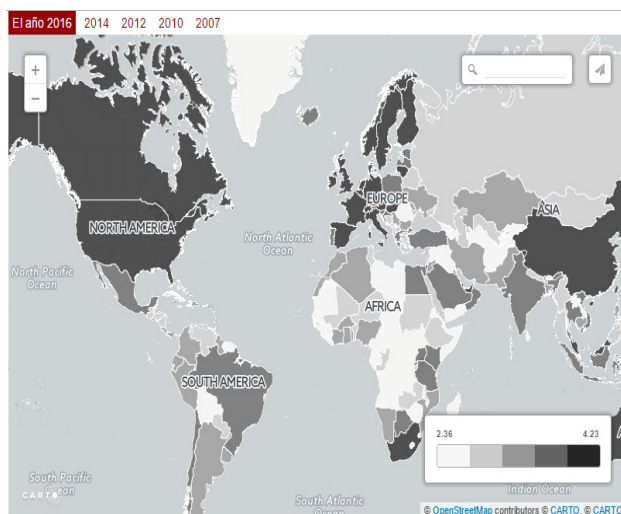 El año 2016 2014 2012 2010 2007
+
−
EUROPE
ASIA
NORTH AMERICA
North Atlantic
Ocean
North Pacific
Ocean
AFRICA
SOUTH AMERICA
2.36 4.23
South Pacific
Ocean
CARTO
South Atlantic
Ocean
Indian Ocean
© OpenStreetMap contributors © CARTO, © CARTO